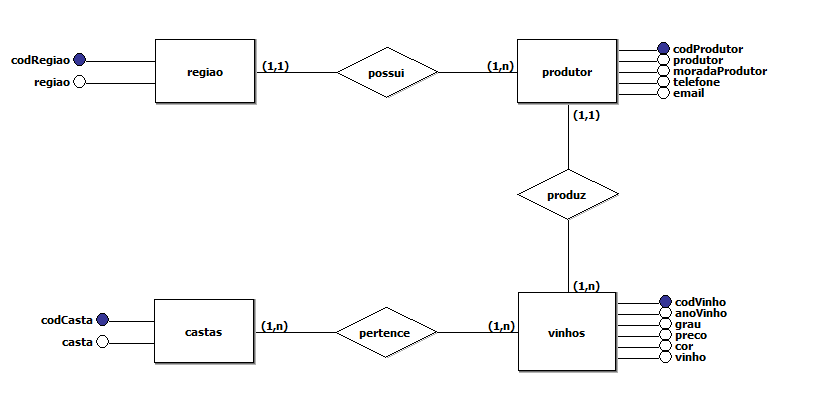 codRegiao
regiao
regiao
(1,1)
possui
(1,n)
produtor
codProdutor
produtor
moradaProdutor
telefone
email
(1,1)
produz
(1,n)
codCasta
casta
castas
(1,n)
pertence
(1,n)
vinhos
codVinho
anoVinho
grau
preco
cor
vinho